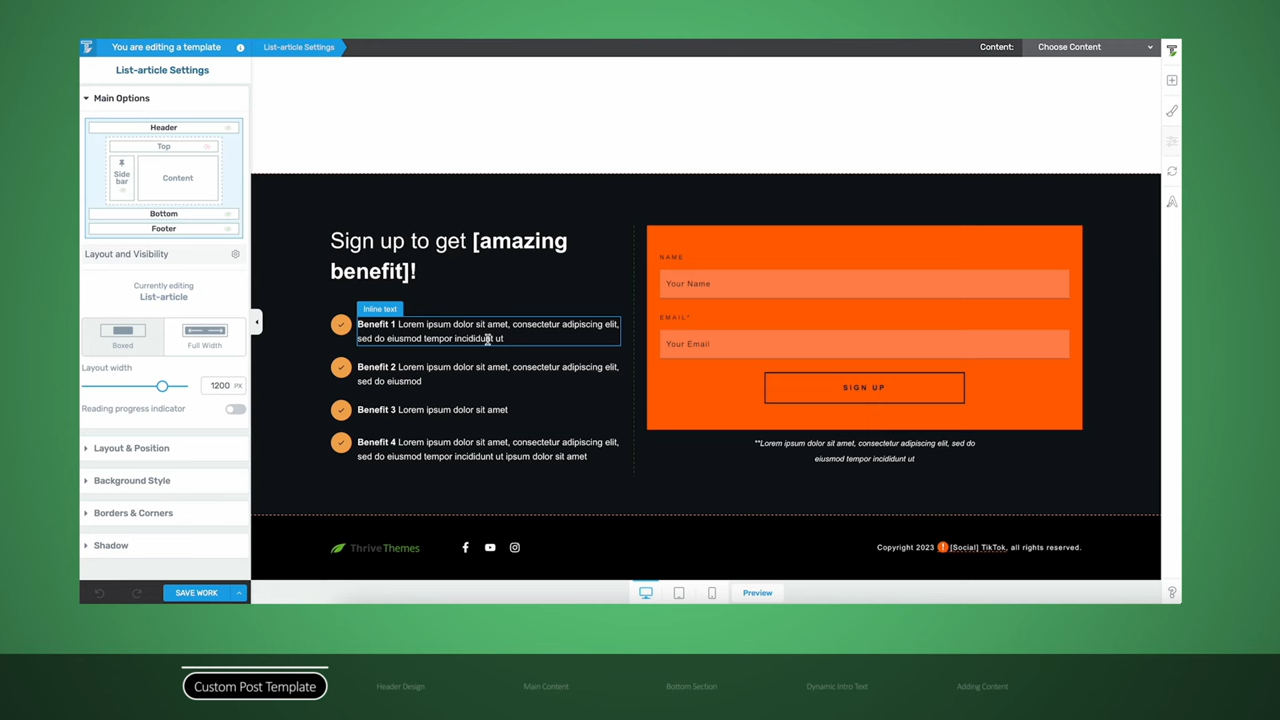 You are editing a template
List-article Settings
Content:
Choose Content
List-article Settings
Main Options
Header
Top
Side
bar
Content
Bottom
Footer
Layout and Visibility
Currently editing
List-article
Boxed
Full Width
Layout width
1200 PX
Reading progress indicator
Layout & Position
Background Style
Borders & Corners
Shadow
SAVE WORK
Sign up to get [amazing
benefit]!
Inline text
Benefit 1 Lorem ipsum dolor sit amet, consectetur adipiscing elit,
sed do eiusmod tempor incididunt ut
Benefit 2 Lorem ipsum dolor sit amet, consectetur adipiscing elit,
sed do eiusmod
Benefit 3 Lorem ipsum dolor sit amet
Benefit 4 Lorem ipsum dolor sit amet, consectetur adipiscing elit,
sed do eiusmod tempor incididunt ut ipsum dolor sit amet
NAME
Your Name
EMAIL*
Your Email
SIGN UP
**Lorem ipsum dolor sit amet, consectetur adipiscing elit, sed do
eiusmod tempor incididunt ut
ThriveThemes
Copyright 2023 ! [Social] TikTok, all rights reserved.
Preview
Custom Post Template
Header Design
Main Content
Bottom Section
Dynamic Intro Text
Adding Content